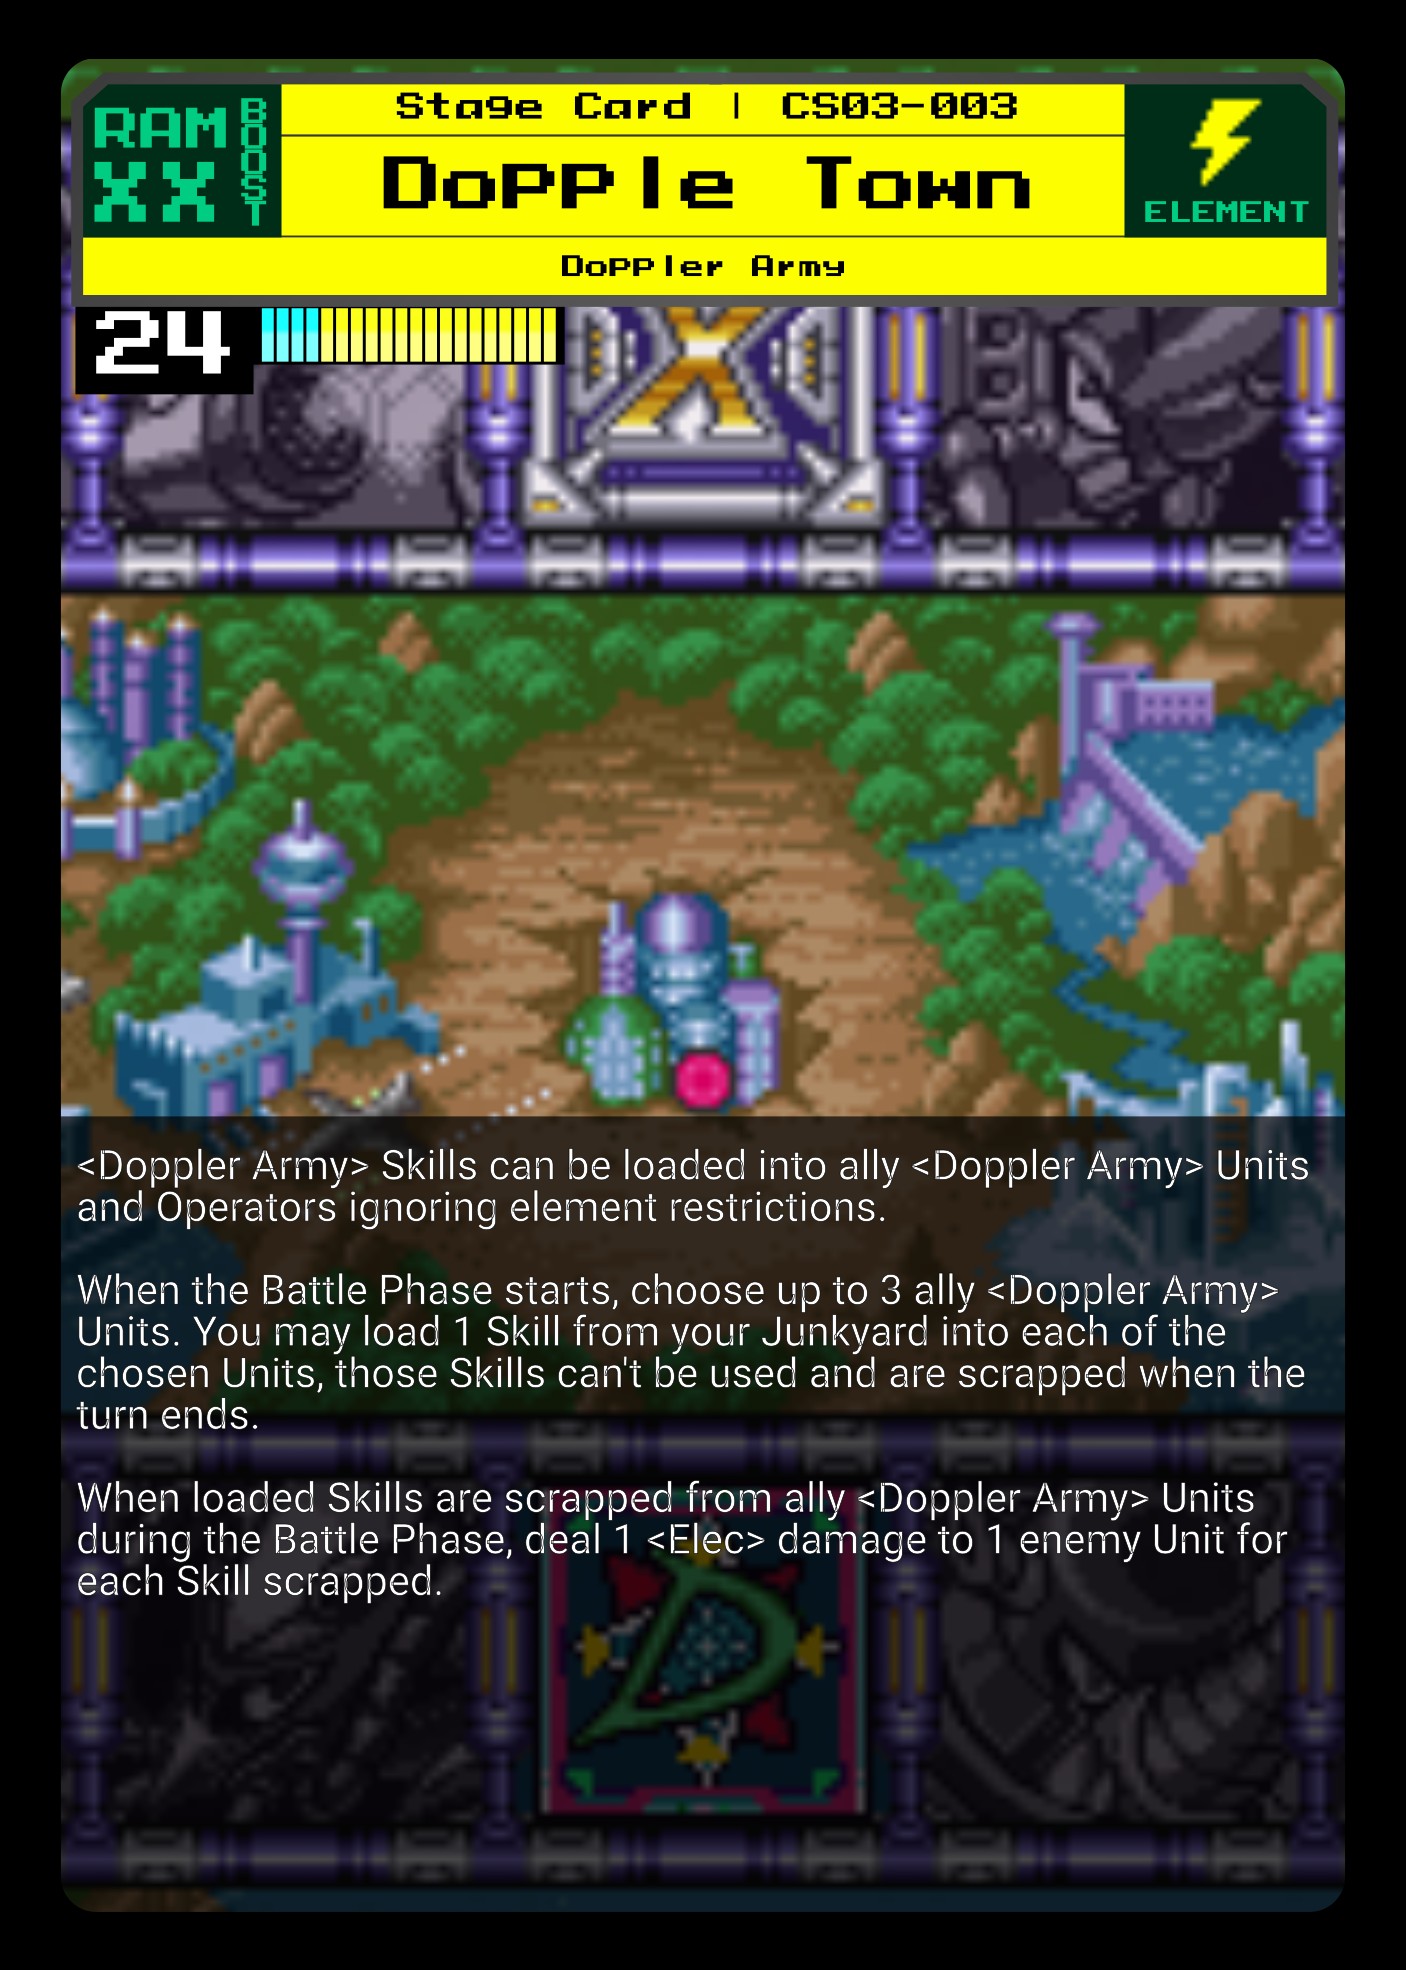 RAM
XX
BOOST
Stage Card | CS03-003
Dopple Town
ELEMENT
Doppler Army
24
<Doppler Army> Skills can be loaded into ally <Doppler Army> Units
and Operators ignoring element restrictions.
When the Battle Phase starts, choose up to 3 ally <Doppler Army>
Units. You may load 1 Skill from your Junkyard into each of the
chosen Units, those Skills can't be used and are scrapped when the
turn ends.
When loaded Skills are scrapped from ally <Doppler Army> Units
during the Battle Phase, deal 1 <Elec> damage to 1 enemy Unit for
each Skill scrapped.
X
D